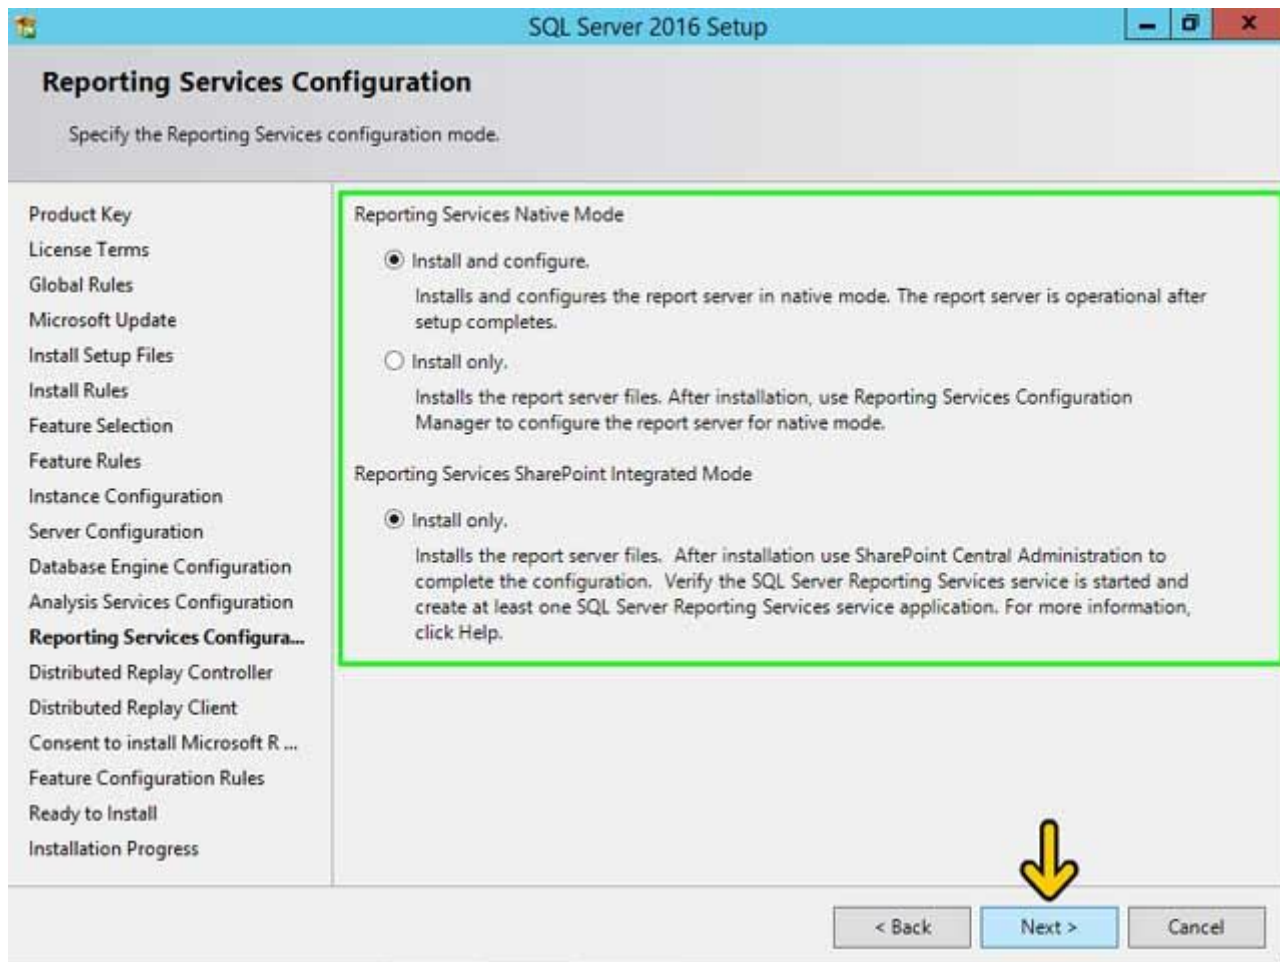 SQL Server 2016 Setup
Reporting Services Configuration
Specify the Reporting Services configuration mode.
Product Key
License Terms
Global Rules
Microsoft Update
Install Setup Files
Install Rules
Feature Selection
Feature Rules
Instance Configuration
Server Configuration
Database Engine Configuration
Analysis Services Configuration
Reporting Services Configura...
Distributed Replay Controller
Distributed Replay Client
Consent to install Microsoft R ...
Feature Configuration Rules
Ready to Install
Installation Progress
Reporting Services Native Mode
Install and configure.
Installs and configures the report server in native mode. The report server is operational after
setup completes.
Install only.
Installs the report server files. After installation, use Reporting Services Configuration
Manager to configure the report server for native mode.
Reporting Services SharePoint Integrated Mode
Install only.
Installs the report server files. After installation use SharePoint Central Administration to
complete the configuration. Verify the SQL Server Reporting Services service is started and
create at least one SQL Server Reporting Services service application. For more information,
click Help.
< Back
Next >
Cancel